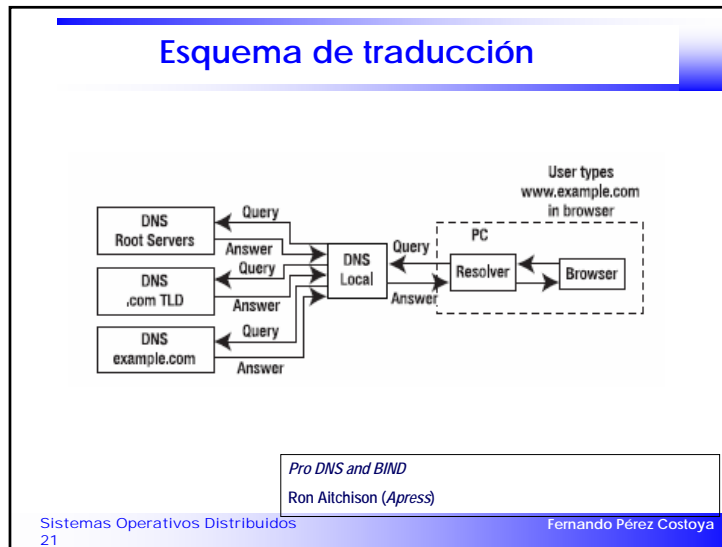 Esquema de traducción
User types
www.example.com
in browser
DNS
Root Servers
Query
Answer
DNS
,com TLD
Query
Answer
DNS
example.com
Query
Answer
DNS
Local
Query
Answer
PC
Resolver
Browser
Pro DNS and BIND
Ron Aitchison (Apress)
Sistemas Operativos Distribuidos
21
Fernando Pérez Costoya